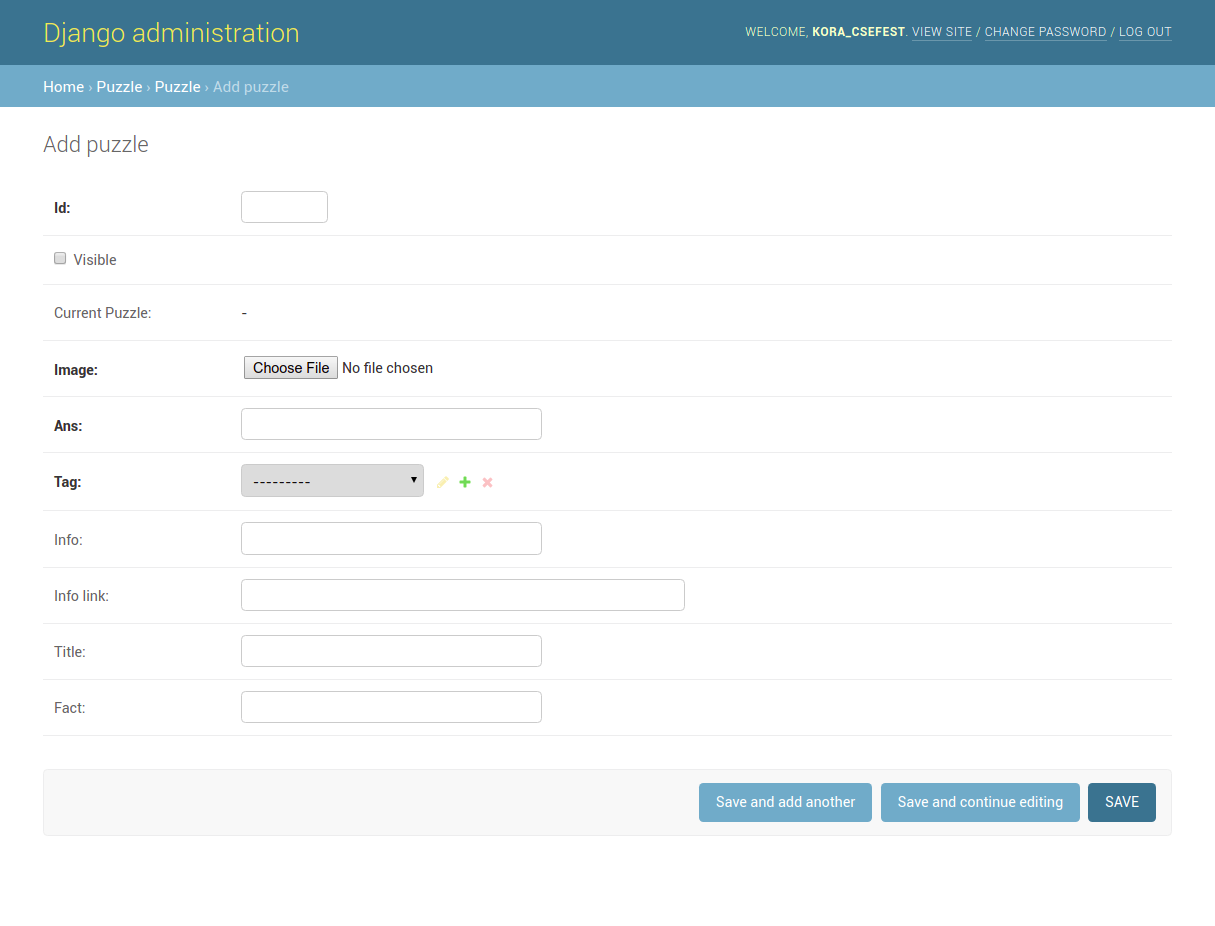 Django administration
WELCOME, KORA_CSEFEST. VIEW SITE / CHANGE PASSWORD / LOG OUT
Home › Puzzle › Puzzle › Add puzzle
Add puzzle
Id:
Visible
Current Puzzle: -
Image: Choose File No file chosen
Ans:
Tag: ---------
Info:
Info link:
Title:
Fact:
Save and add another Save and continue editing SAVE